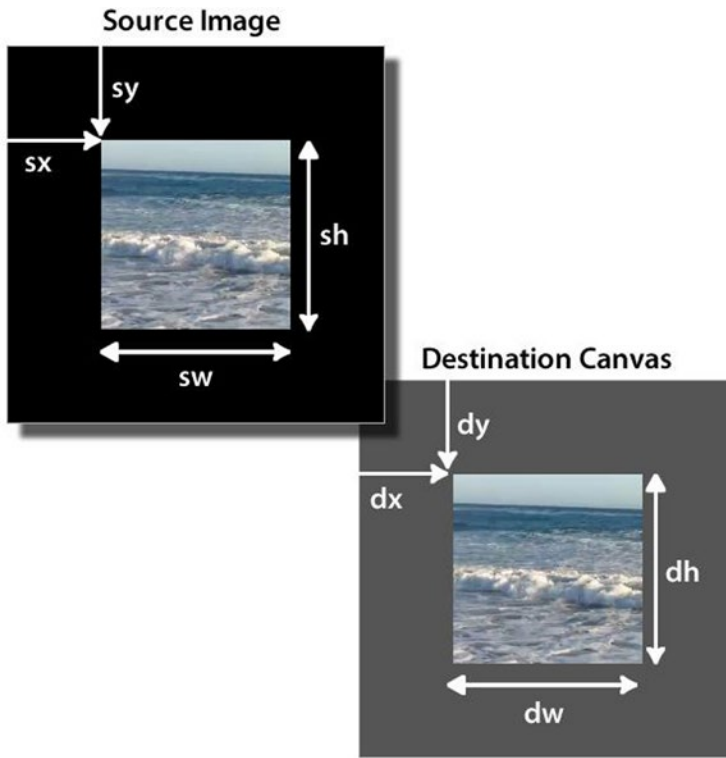 Source Image
sy
sx
sh
sw
Destination Canvas
dy
dx
dh
dw